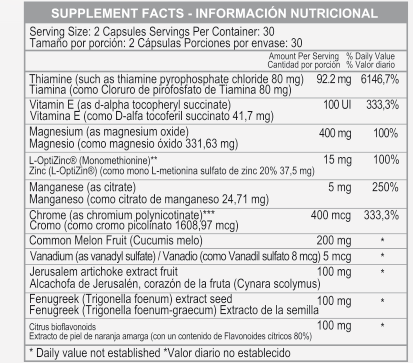 SUPPLEMENT FACTS - INFORMACIÓN NUTRICIONAL
Serving Size: 2 Capsules Servings Per Container: 30
Tamaño por porción: 2 Cápsulas Porciones por envase: 30
Amount Per Serving % Daily Value
Cantidad por porción % Valor diario
Thiamine (such as thiamine pyrophosphate chloride 80 mg) 92.2 mg 6146,7%
Tiamina (como Cloruro de pirofosfato de Tiamina 80 mg)
Vitamin E (as d-alpha tocopheryl succinate) 100 UI 333,3%
Vitamina E (como D-alfa tocoferil succinato 41,7 mg)
Magnesium (as magnesium oxide) 400 mg 100%
Magnesio (como magnesio óxido 331,63 mg)
L-OptiZinc® (Monomethionine)** 15 mg 100%
Zinc (L-OptiZin®) (como mono L-metionina sulfato de zinc 20% 37,5 mg)
Manganese (as citrate) 5 mg 250%
Manganeso (como citrato de manganeso 24,71 mg)
Chrome (as chromium polynicotinate)*** 400 mcg 333,3%
Cromo (como cromo picolinato 1608,97 mcg)
Common Melon Fruit (Cucumis melo) 200 mg *
Vanadium (as vanadyl sulfate) / Vanadio (como Vanadil sulfato 8 mcg) 5 mcg *
Jerusalem artichoke extract fruit 100 mg *
Alcachofa de Jerusalén, corazón de la fruta (Cynara scolymus)
Fenugreek (Trigonella foenum) extract seed 100 mg *
Fenugreek (Trigonella foenum-graecum) Extracto de la semilla
Citrus bioflavonoids 100 mg *
Extracto de piel de naranja amarga (con un contenido de Flavonoides cítricos 80%)
* Daily value not established *Valor diario no establecido